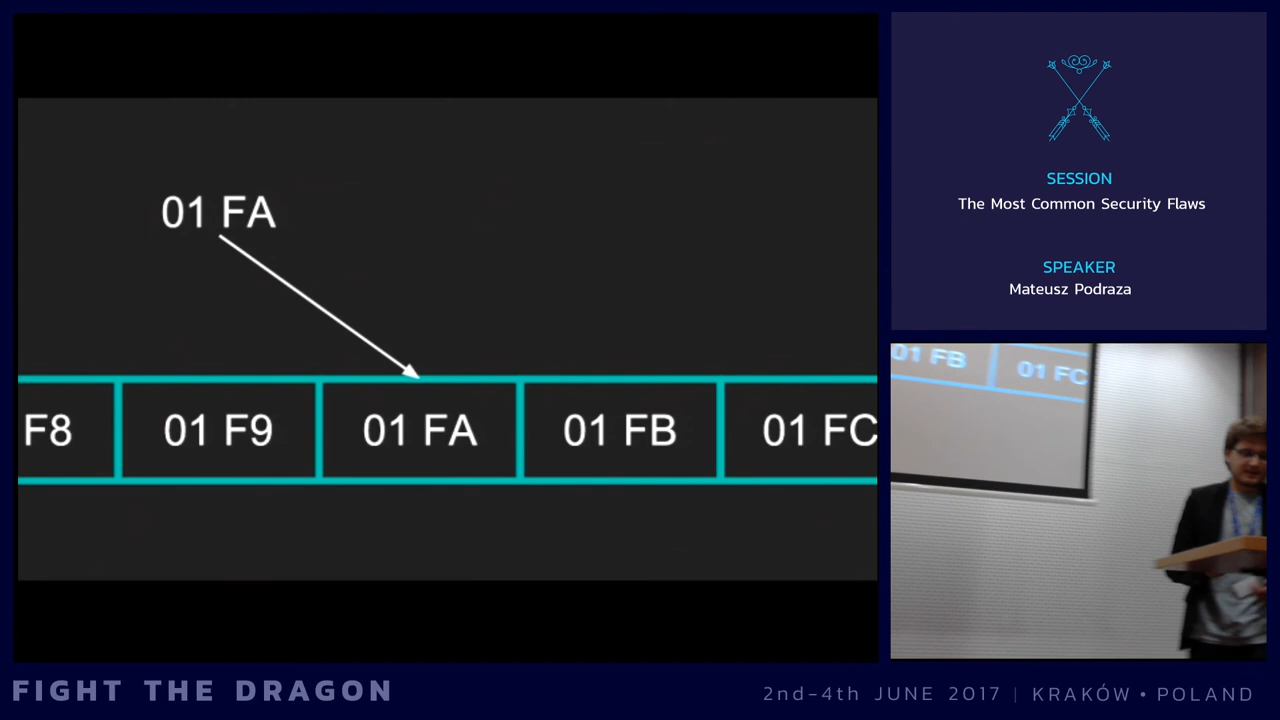 01 FA
F8
01 F9
01 FA
01 FB
01 FC
SESSION
The Most Common Security Flaws
SPEAKER
Mateusz Podraza
01 FB
01 FC
FIGHT THE DRAGON
2nd-4th JUNE 2017 | KRAKÓW • POLAND